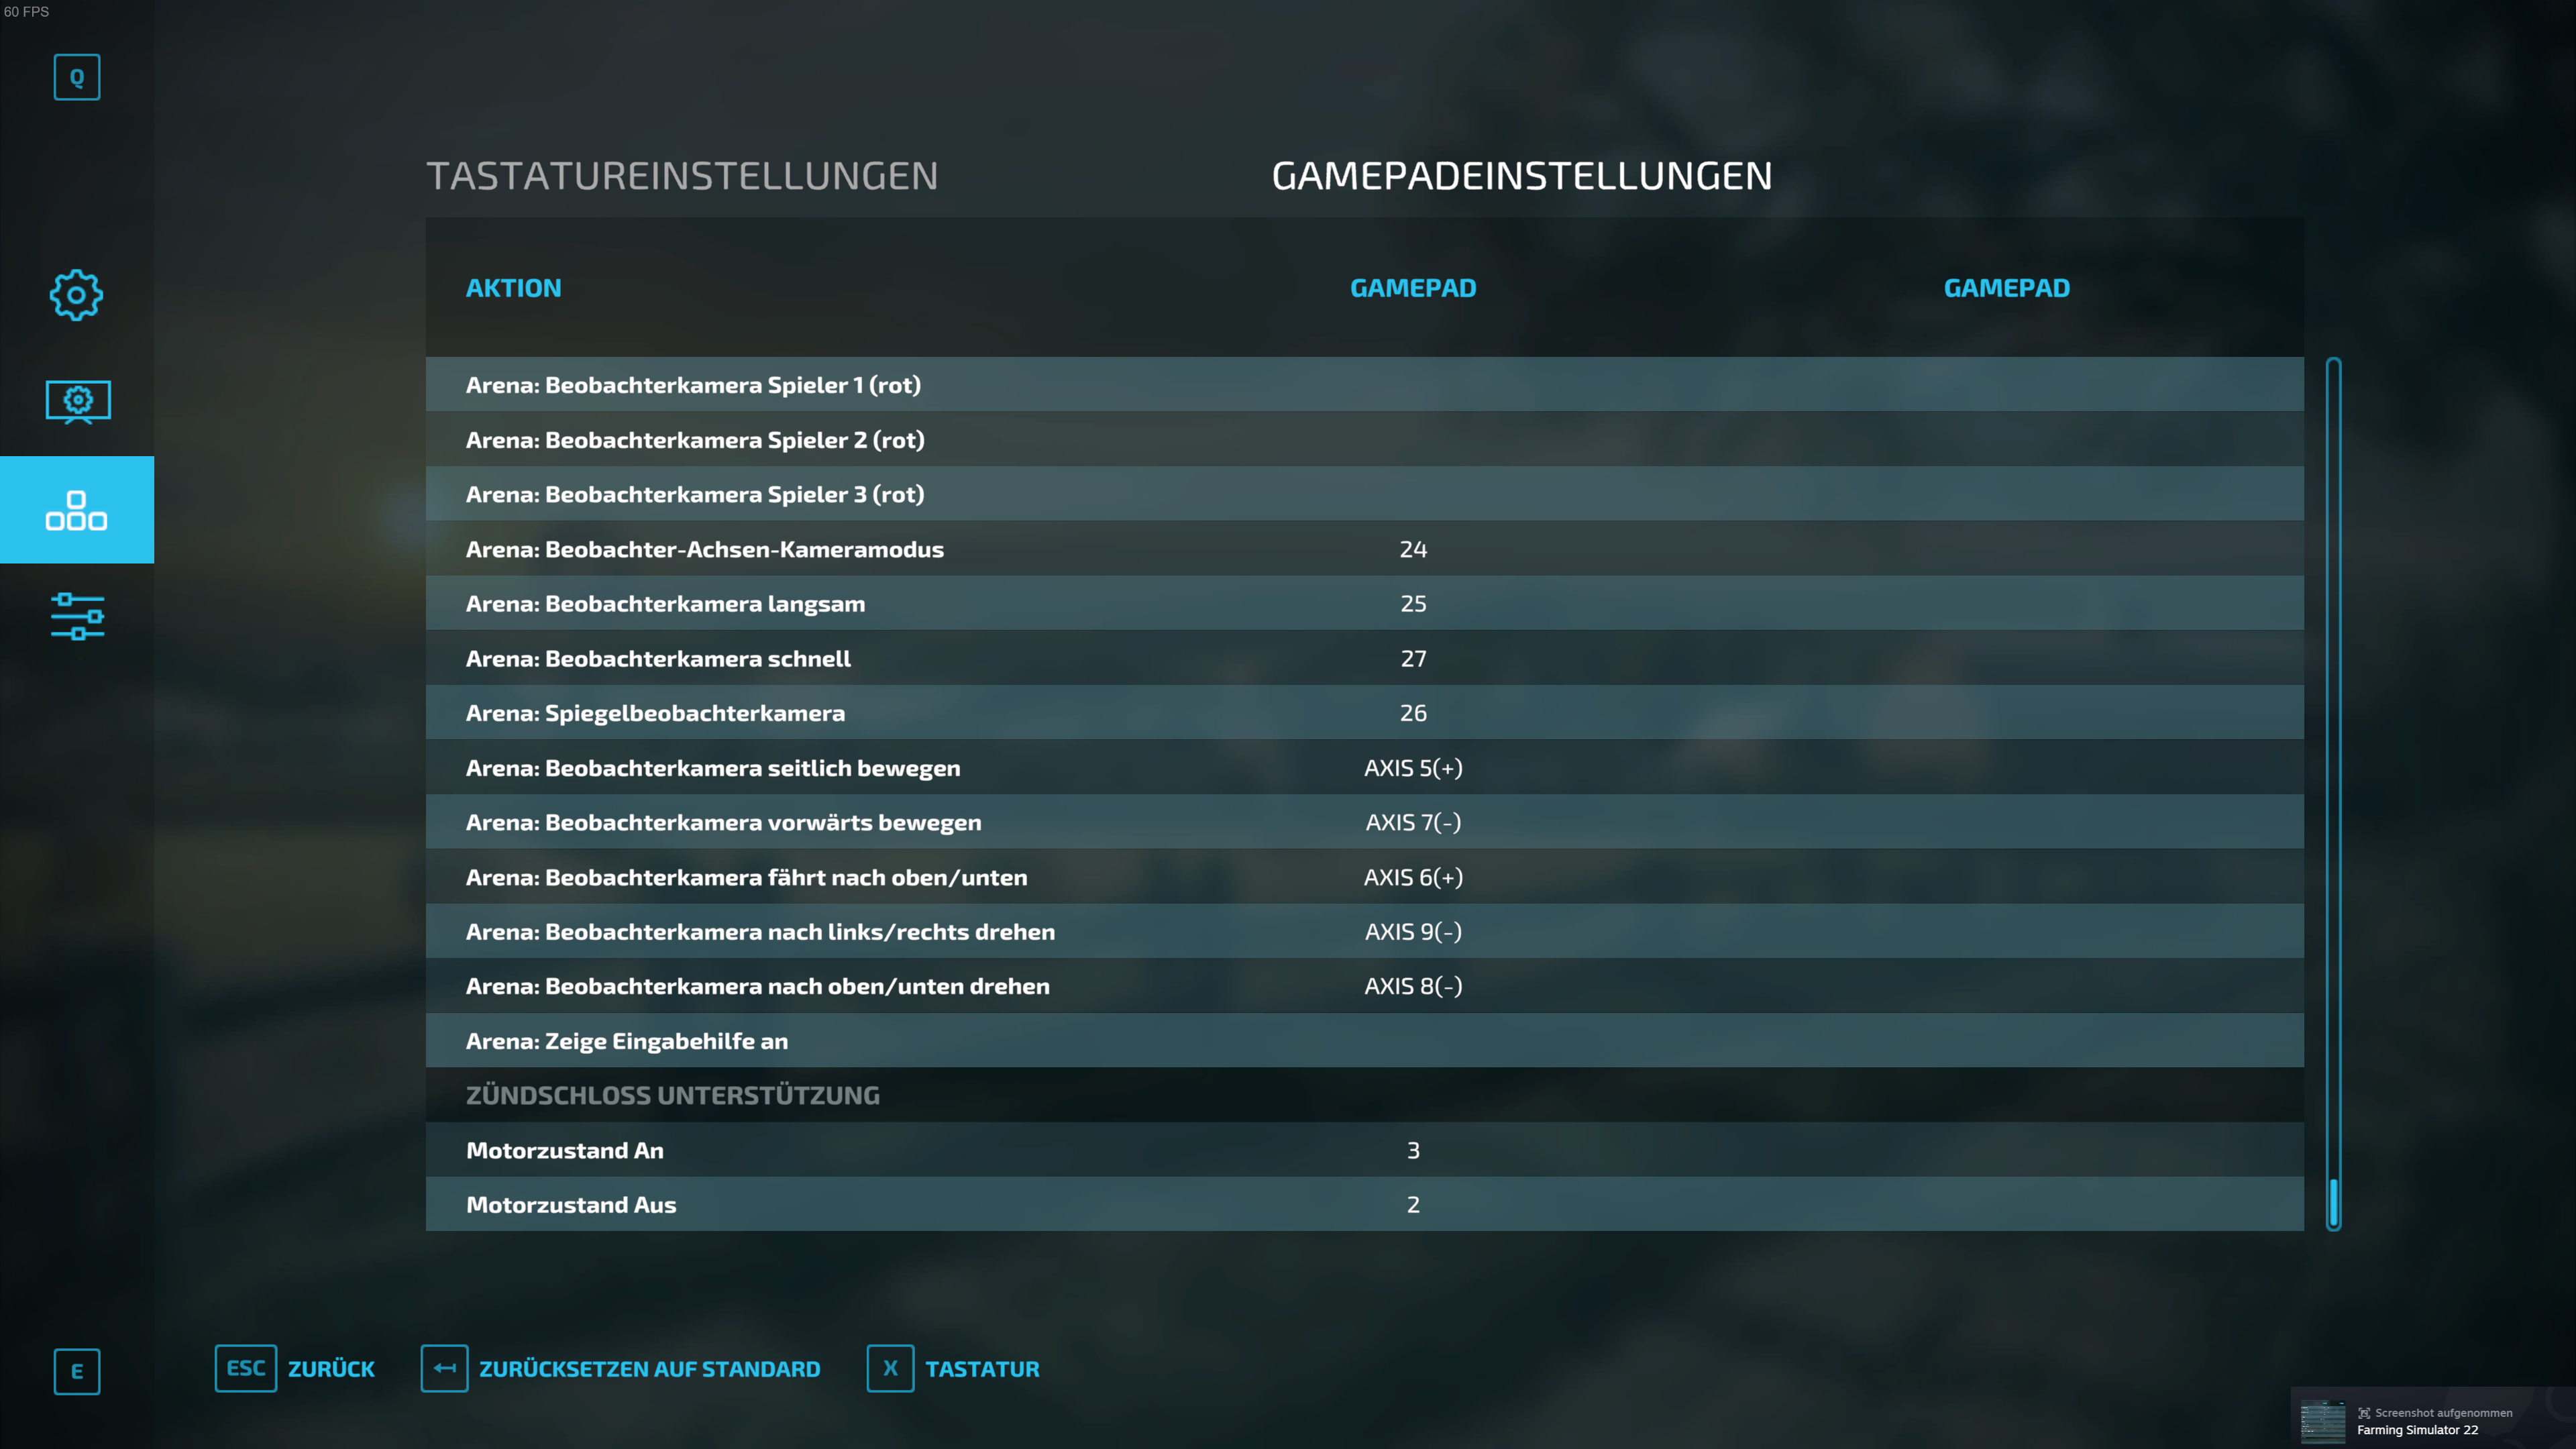 60 FPS
Q
TASTATUREINSTELLUNGEN GAMEPADEINSTELLUNGEN
AKTION GAMEPAD GAMEPAD
Arena: Beobachterkamera Spieler 1 (rot)
Arena: Beobachterkamera Spieler 2 (rot)
Arena: Beobachterkamera Spieler 3 (rot)
Arena: Beobachter-Achsen-Kameramodus 24
Arena: Beobachterkamera langsam 25
Arena: Beobachterkamera schnell 27
Arena: Spiegelbeobachterkamera 26
Arena: Beobachterkamera seitlich bewegen AXIS 5(+)
Arena: Beobachterkamera vorwärts bewegen AXIS 7(-)
Arena: Beobachterkamera fährt nach oben/unten AXIS 6(+)
Arena: Beobachterkamera nach links/rechts drehen AXIS 9(-)
Arena: Beobachterkamera nach oben/unten drehen AXIS 8(-)
Arena: Zeige Eingabehilfe an
ZÜNDSCHLOSS UNTERSTÜTZUNG
Motorzustand An 3
Motorzustand Aus 2
E ESC ZURÜCK ZURÜCKSETZEN AUF STANDARD X TASTATUR
Screenshot aufgenommen
Farming Simulator 22